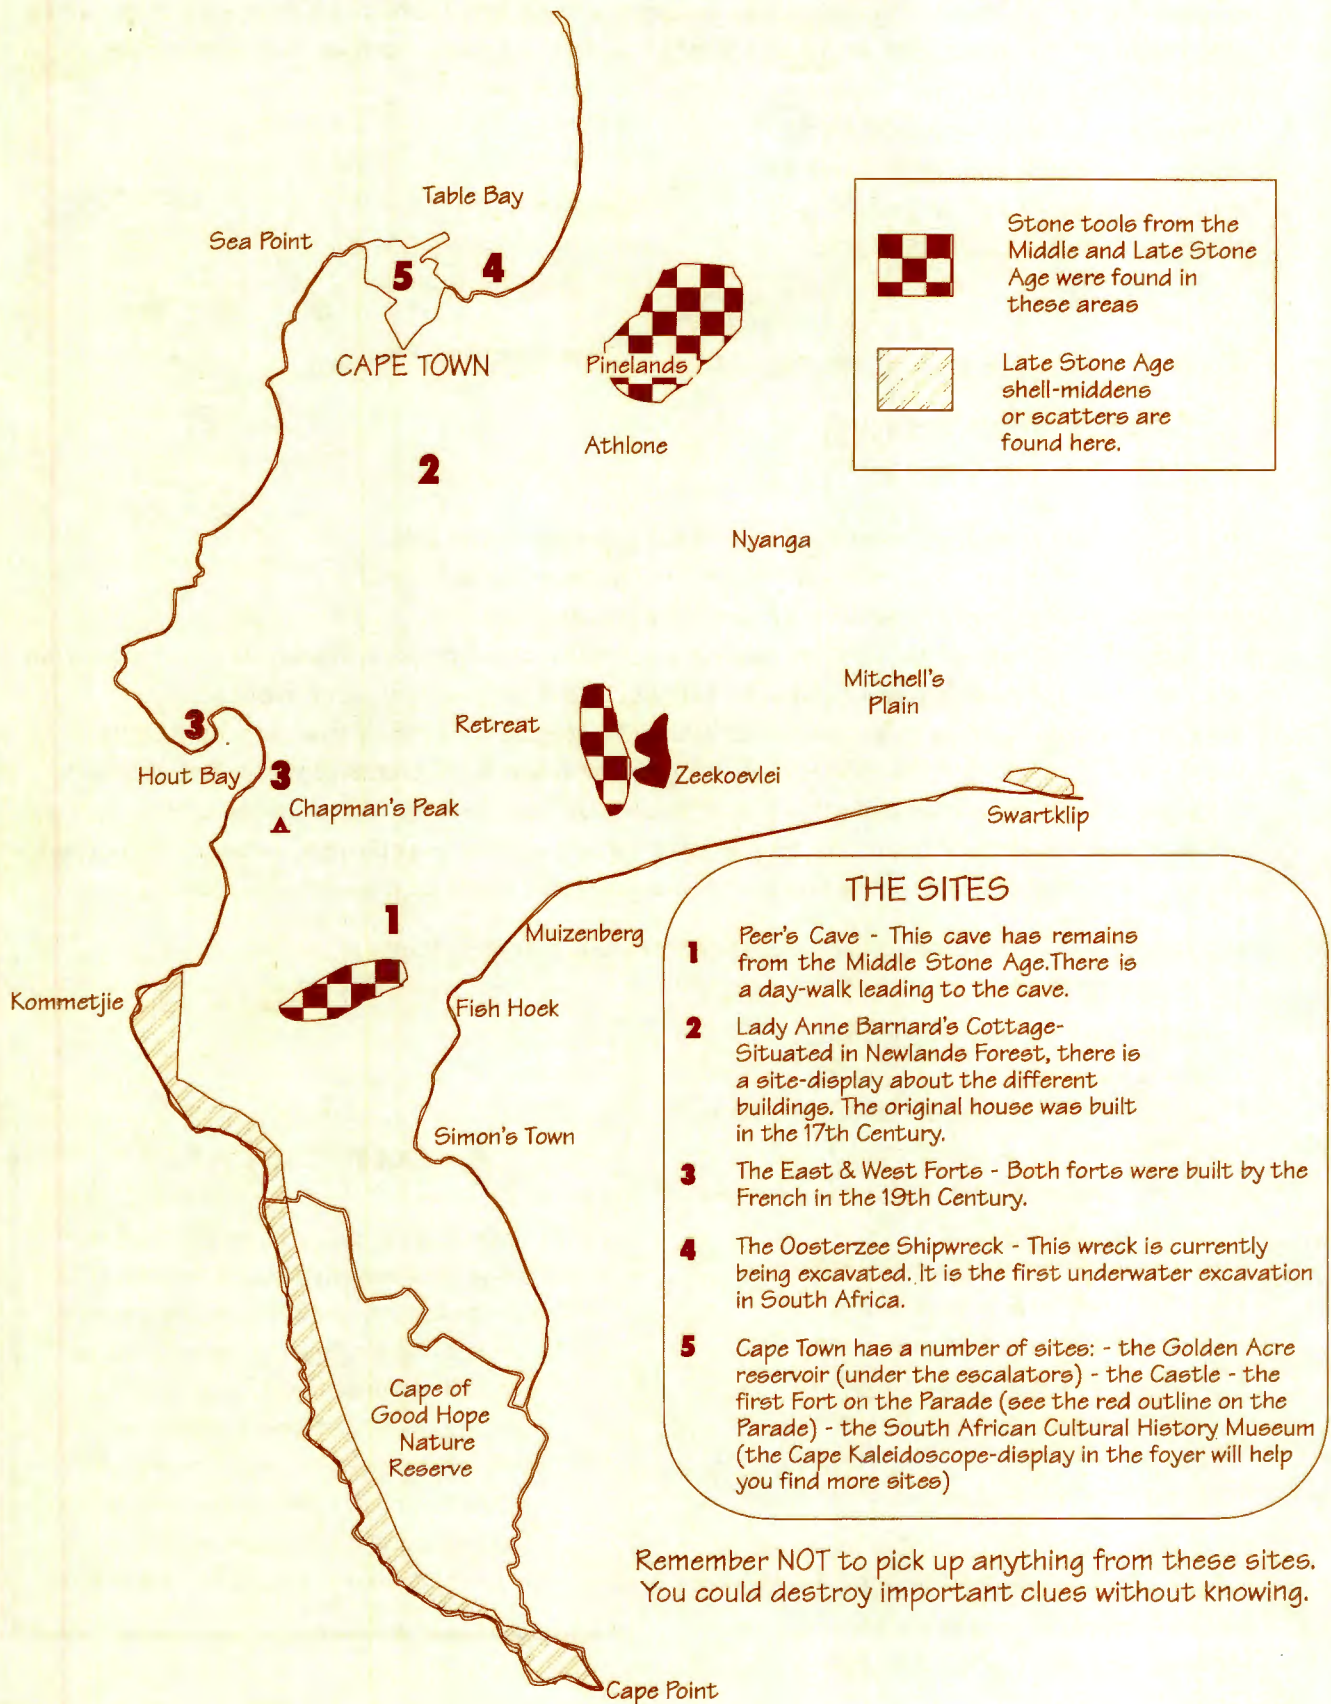 Table Bay
Sea Point
5
4
CAPE TOWN
Pinelands
Athlone
2
Nyanga
Stone tools from the
Middle and Late Stone
Age were found in
these areas
Late Stone Age
shell-middens
or scatters are
found here.
Mitchell's
Plain
Retreat
3
Hout Bay
3
Zeekoevlei
Chapman's Peak
Swartklip
1
Muizenberg
Kommetjie
Fish Hoek
Simon's Town
Cape of
Good Hope
Nature
Reserve
Cape Point
THE SITES
1 Peer's Cave - This cave has remains
from the Middle Stone Age.There is
a day-walk leading to the cave.
2 Lady Anne Barnard's Cottage-
Situated in Newlands Forest, there is
a site-display about the different
buildings. The original house was built
in the 17th Century.
3 The East & West Forts - Both forts were built by the
French in the 19th Century.
4 The Oosterzee Shipwreck - This wreck is currently
being excavated. It is the first underwater excavation
in South Africa.
5 Cape Town has a number of sites: - the Golden Acre
reservoir (under the escalators) - the Castle - the
first Fort on the Parade (see the red outline on the
Parade) - the South African Cultural History Museum
(the Cape Kaleidoscope-display in the foyer will help
you find more sites)
Remember NOT to pick up anything from these sites.
You could destroy important clues without knowing.